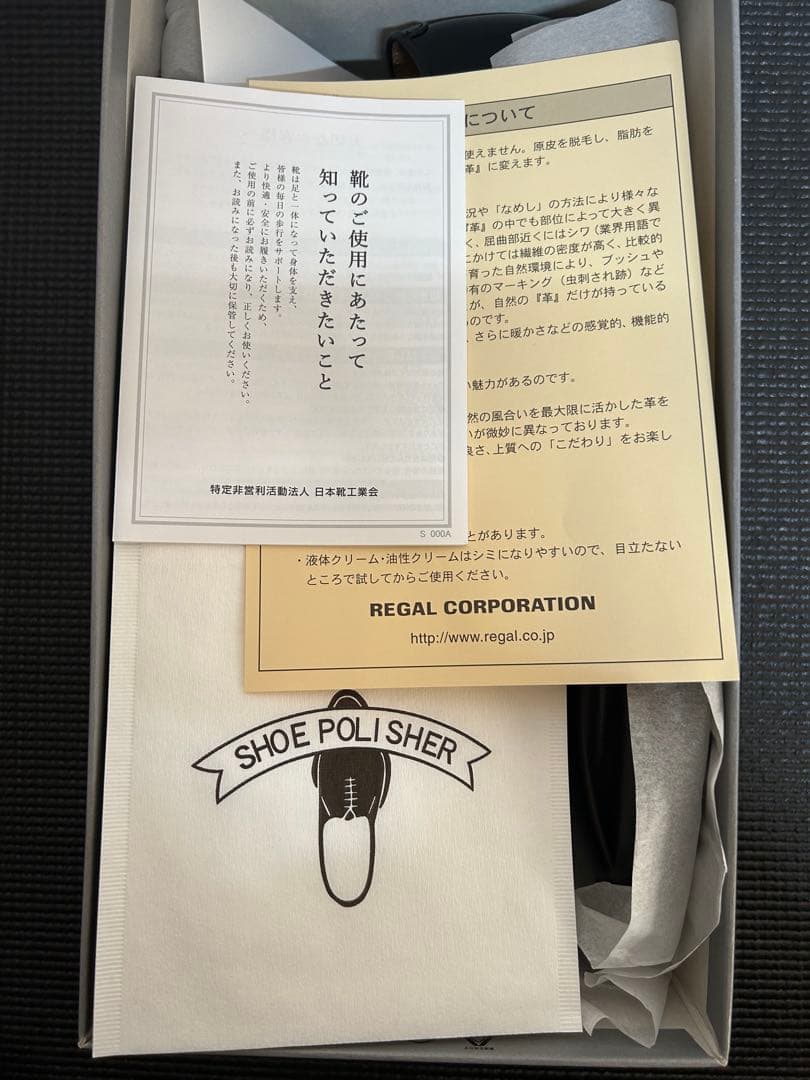 靴のご使用にあたって
知っていただきたいこと
靴は足と一体になって身体を支え、
皆様の毎日の歩行をサポートします。
より快適・安全にお履きいただくため、
ご使用の前に必ずお読みになり、正しくお使いください。
また、お読みになった後も大切に保管してください。
特定非営利活動法人 日本靴工業会
S 000A
について
使えません。原皮を脱毛し、脂肪を
革』に変えます。
況や「なめし」の方法により様々な
『革』の中でも部位によって大きく異
く、屈曲部近くにはシワ（業界用語で
にかけては繊維の密度が高く、比較的
育った自然環境により、ブッシュや
有のマーキング（虫刺され跡）など
が、自然の『革』だけが持っている
のです。
、さらに暖かさなどの感覚的、機能的
い魅力があるのです。
然の風合いを最大限に活かした革を
いが微妙に異なっております。
良さ、上質への「こだわり」をお楽し
とがあります。
・液体クリーム・油性クリームはシミになりやすいので、目立たない
ところで試してからご使用ください。
REGAL CORPORATION
http://www.regal.co.jp
SHOE POLISHER